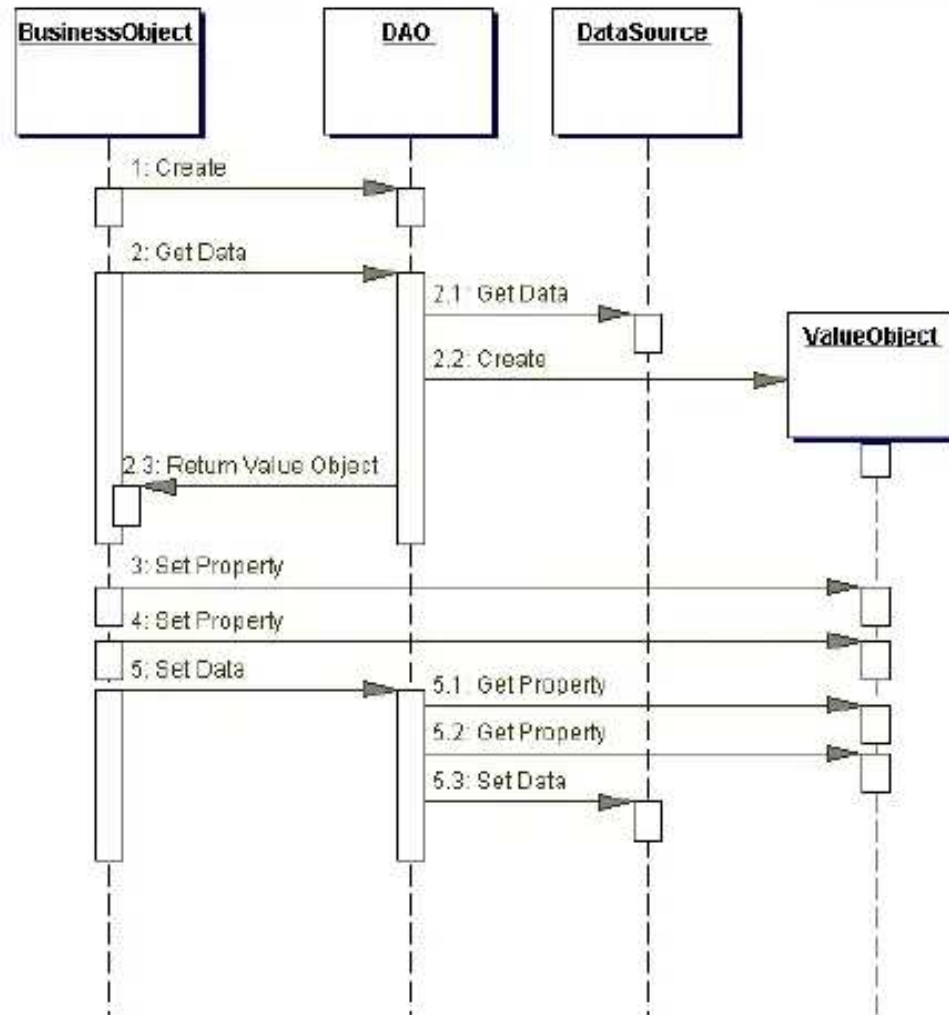 BusinessObject
DAO
DataSource
1: Create
2: Get Data
2.1: Get Data
ValueObject
2.2: Create
2.3: Return Value Object
3: Set Property
4: Set Property
5: Set Data
5.1: Get Property
5.2: Get Property
5.3: Set Data